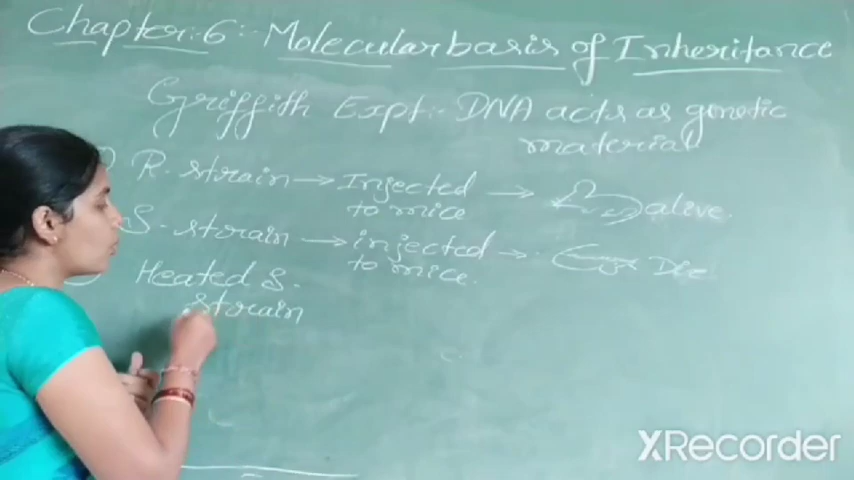 Chapter:-6:- Molecular basis of Inheritance
Griffith Expt:- DNA acts as genetic
material
R-strain → Injected → alive.
to mice
S-strain → injected → Die
to mice.
Heated S-
strain
XRecorder